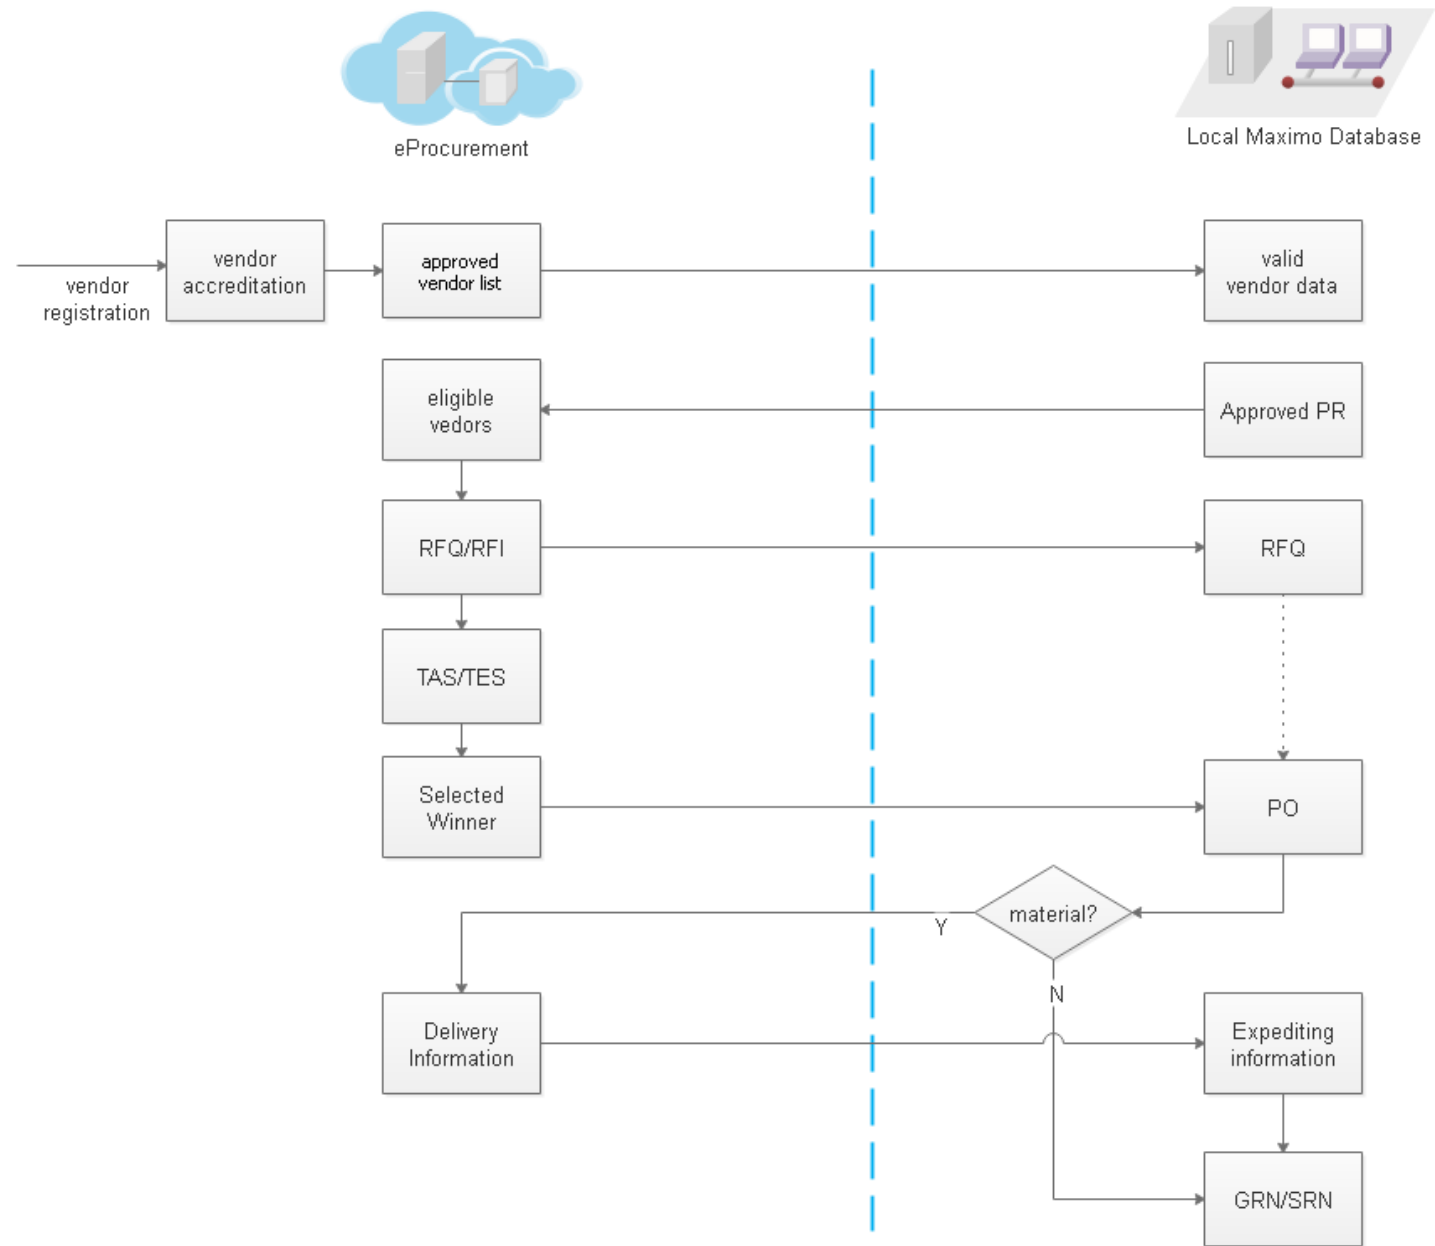 eProcurement
Local Maximo Database
vendor
registration
vendor
accreditation
approved
vendor list
valid
vendor data
eligible
vedors
Approved PR
RFQ/RFI
RFQ
TAS/TES
Selected
Winner
PO
material?
Y
N
Delivery
Information
Expediting
information
GRN/SRN